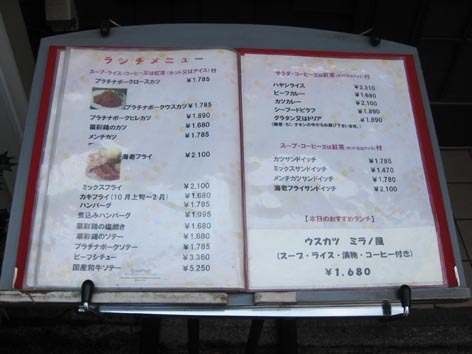 ランチメニュー
スープ・ライス・コーヒー又は紅茶(ホット又はアイス)付
プラチナポークロースカツ ¥1,785
プラチナポークウスカツ ¥1,785
プラチナポークヒレカツ ¥1,890
華彩鶏のカツ ¥1,680
メンチカツ ¥1,785
海老フライ ¥2,100
ミックスフライ ¥2,100
カキフライ(10月上旬~2月) ¥1,680
ハンバーグ ¥1,785
煮込みハンバーグ ¥1,995
華彩鶏の塩焼き ¥1,680
華彩鶏のソテー ¥1,680
プラチナポークソテー ¥1,785
ビーフシチュー ¥3,360
国産和牛ソテー ¥5,250
サラダ・コーヒー又は紅茶(ホット又はアイス)付
ハヤシライス ¥2,310
ビーフカレー ¥1,680
カツカレー ¥2,100
シーフードピラフ ¥1,890
グラタン又はドリア ¥1,890
スープ・コーヒー又は紅茶(ホット又はアイス)付
カツサンドイッチ ¥1,785
ミックスサンドイッチ ¥1,470
メンチカツサンドイッチ ¥1,785
海老フライサンドイッチ ¥2,100
【本日のおすすめランチ】
ウスカツ ミラノ風
(スープ・ライス・漬物・コーヒー付き)
¥1,680